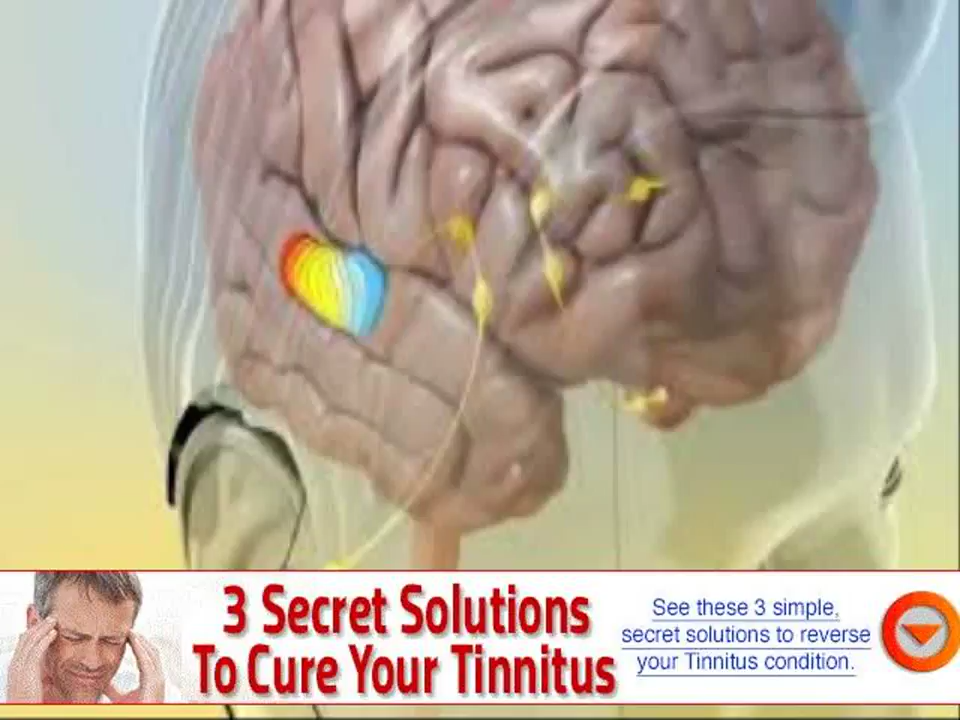 3 Secret Solutions
To Cure Your Tinnitus
See these 3 simple,
secret solutions to reverse
your Tinnitus condition.